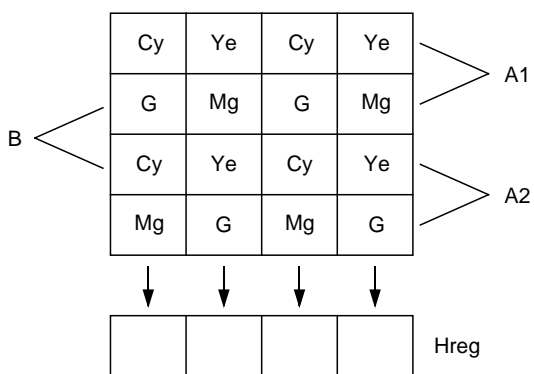 Cy Ye Cy Ye
A1
G Mg G Mg
B
Cy Ye Cy Ye
A2
Mg G Mg G
Hreg